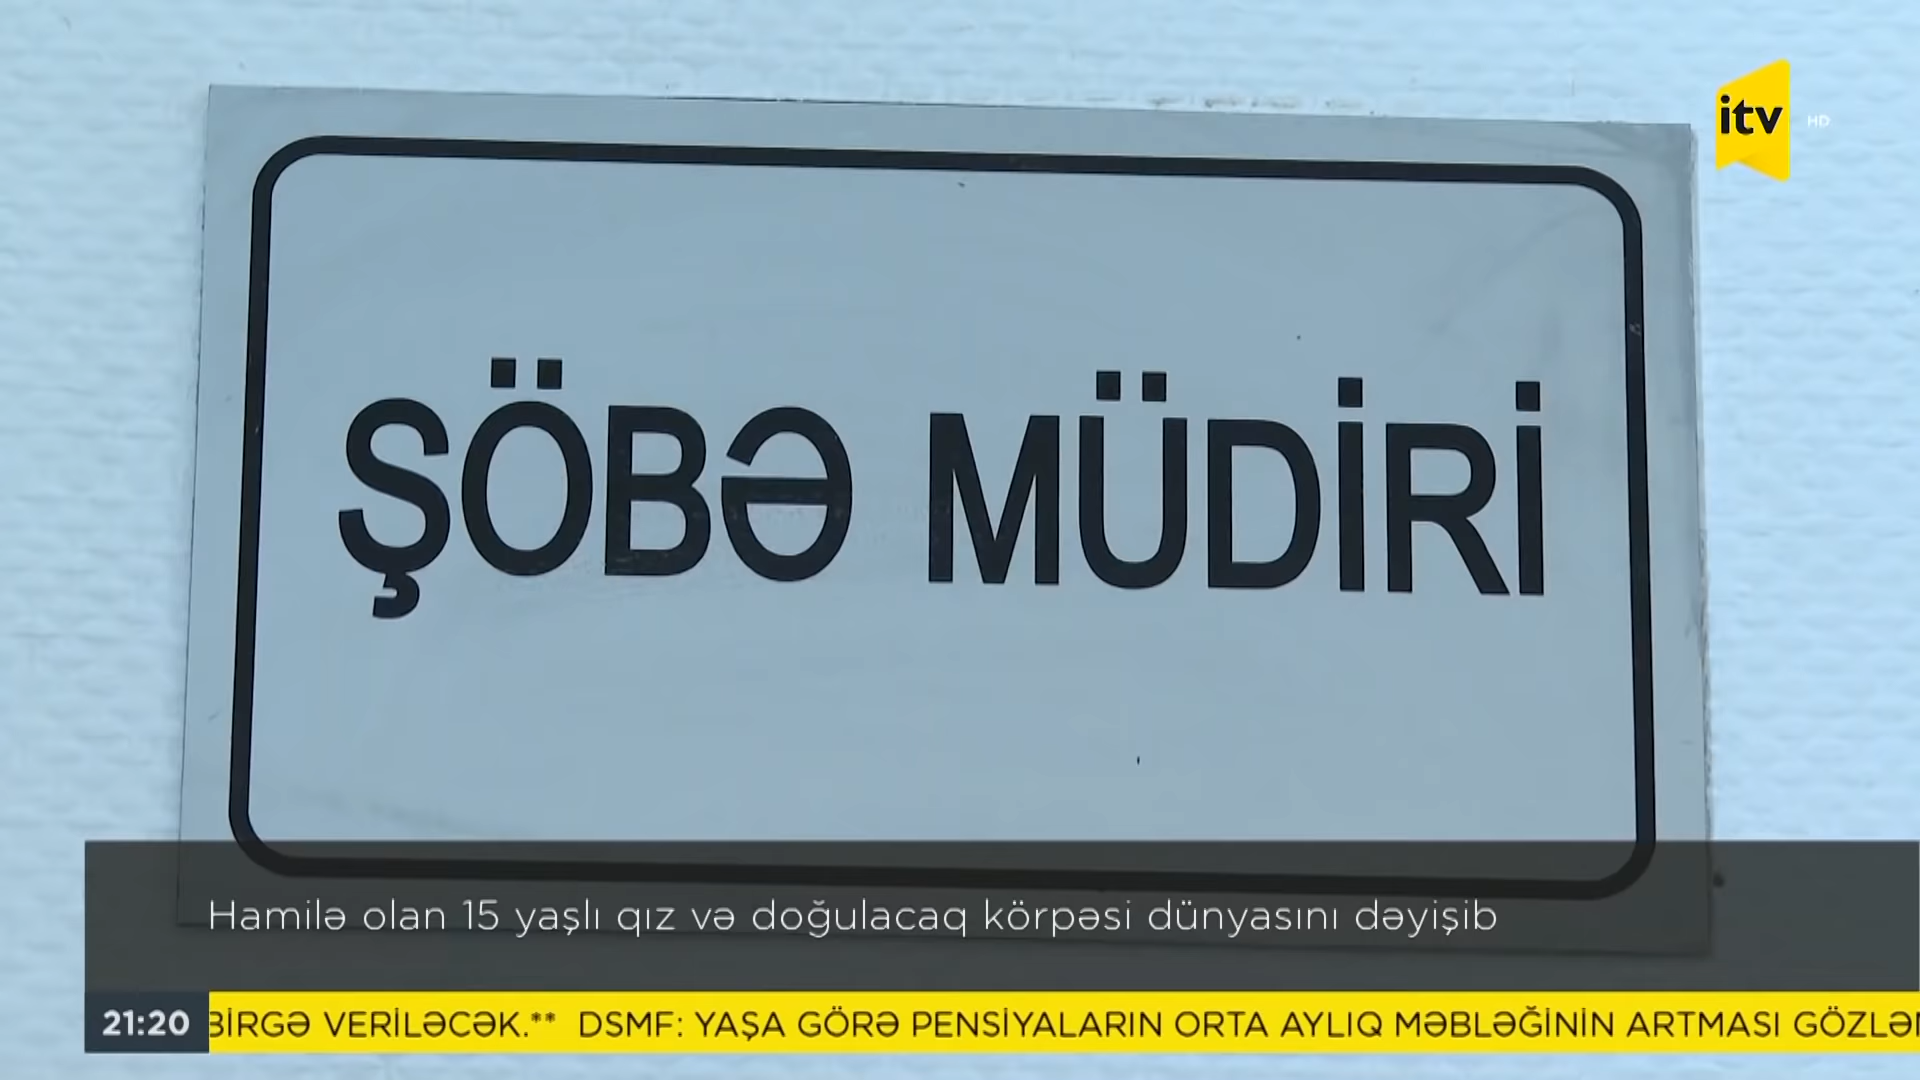 itv HD
ŞÖBƏ MÜDİRİ
Hamilə olan 15 yaşlı qız və doğulacaq körpəsi dünyasını dəyişib
21:20 BİRGƏ VERİLƏCƏK.** DSMF: YAŞA GÖRƏ PENSİYALARIN ORTA AYLIQ MƏBLƏĞİNİN ARTMASI